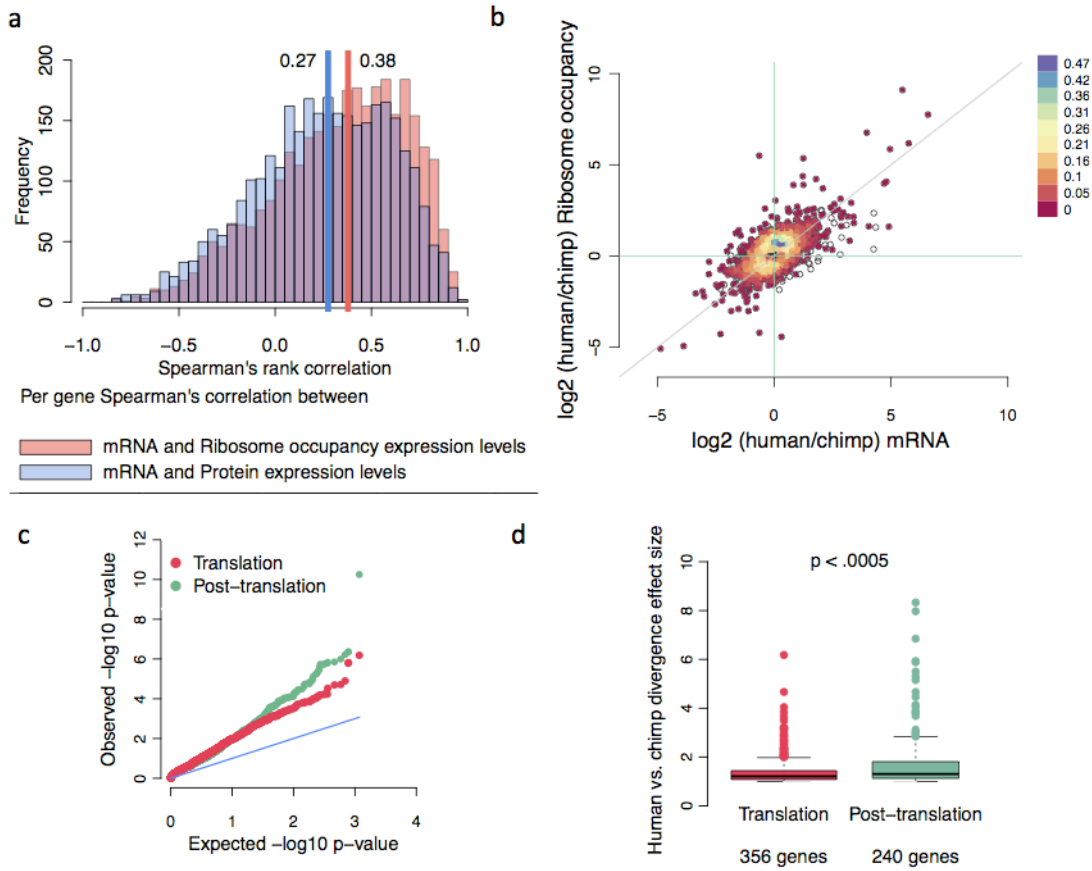 a
0.27
0.38
200
150
100
50
0
Frequency
−1.0
−0.5
0.0
0.5
1.0
Spearman's rank correlation
Per gene Spearman's correlation between
mRNA and Ribosome occupancy expression levels
mRNA and Protein expression levels
b
log2 (human/chimp) Ribosome occupancy
10
5
0
−5
−5
0
5
10
log2 (human/chimp) mRNA
0.47
0.42
0.36
0.31
0.26
0.21
0.16
0.1
0.05
0
c
Observed −log10 p−value
12
10
8
6
4
2
0
Translation
Post−translation
0
1
2
3
4
Expected −log10 p−value
d
Human vs. chimp divergence effect size
p < .0005
10
8
6
4
2
0
Translation
Post−translation
356 genes
240 genes